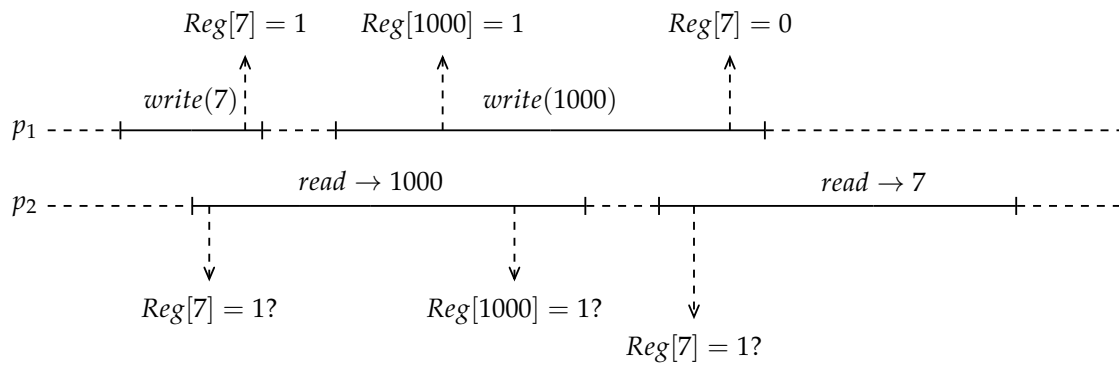 Reg[7] = 1 Reg[1000] = 1 Reg[7] = 0
write(7) write(1000)
p1
read → 1000 read → 7
p2
Reg[7] = 1? Reg[1000] = 1?
Reg[7] = 1?